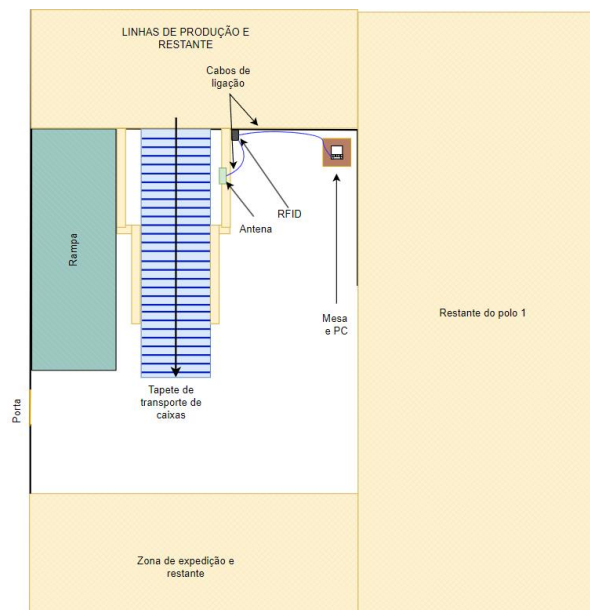 LINHAS DE PRODUÇÃO E
RESTANTE
Cabos de
ligação
RFID
Antena
Rampa
Mesa
e PC
Restante do polo 1
Tapete de
transporte de
caixas
Porta
Zona de expedição e
restante